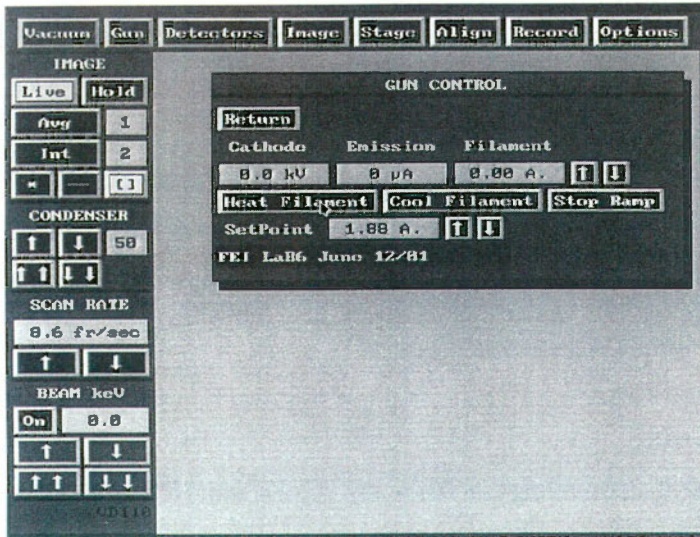 Vacuum Gun Detectors Image Stage Align Record Options
IMAGE
Live Hold
Avg 1
Int 2
* — []
CONDENSER
↑ ↓ 50
↑↑ ↓↓
SCAN RATE
8.6 fr/sec
↑ ↓
BEAM keV
On 0.0
↑ ↓
↑↑ ↓↓
GUN CONTROL
Return
Cathode Emission Filament
0.0 kV 0 µA 0.00 A. ↑ ↓
Heat Filament Cool Filament Stop Ramp
SetPoint 1.88 A. ↑ ↓
FEI LaB6 June 12/01